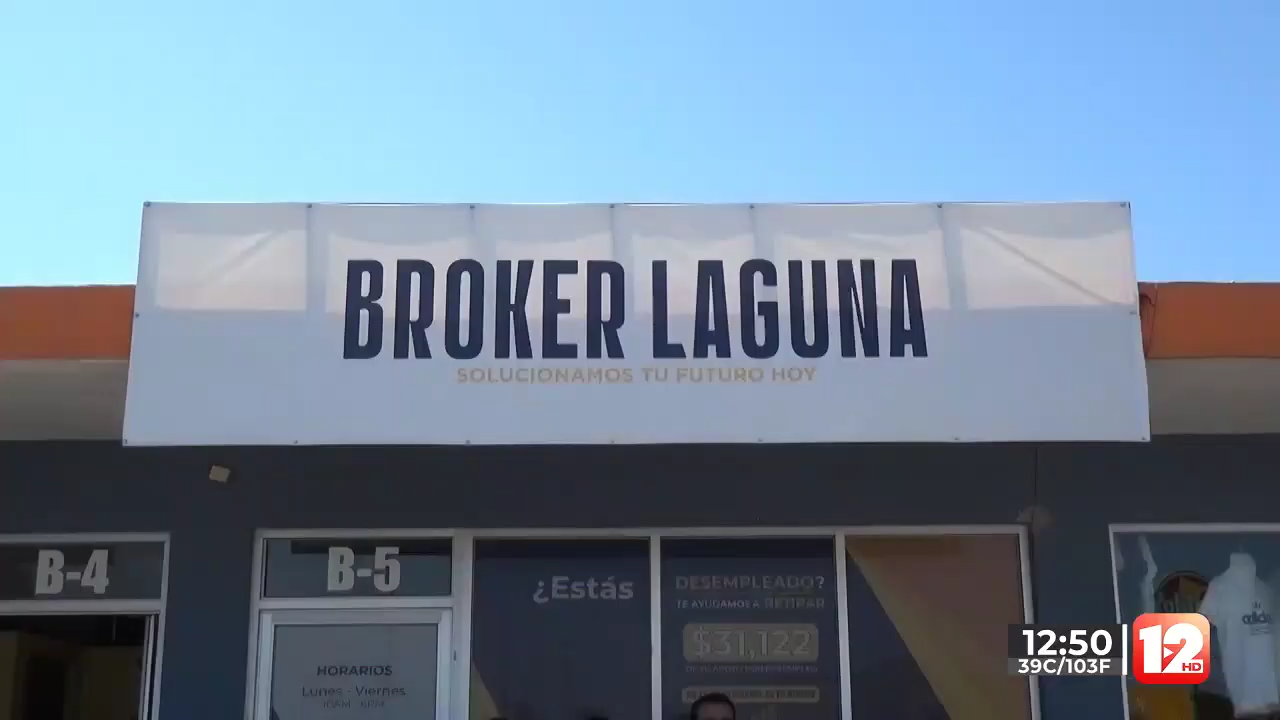 BROKER LAGUNA
SOLUCIONAMOS TU FUTURO HOY
B-4
B-5
¿Estás
DESEMPLEADO?
TE AYUDAMOS A RETIRAR
$31,122
HORARIOS
Lunes - Viernes
adidas
12:50
39C/103F
12
HD